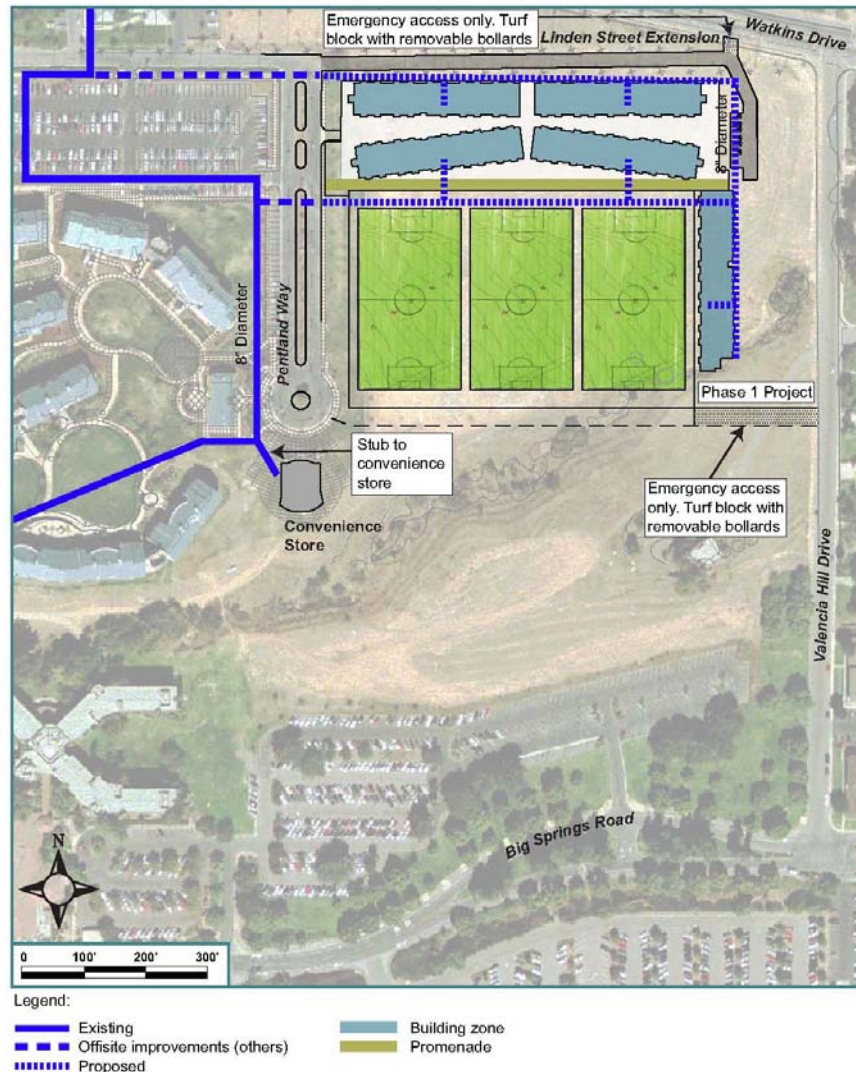 Emergency access only. Turf
block with removable bollards
Watkins Drive
Linden Street Extension
8" Diameter
8" Diameter
Pentland Way
Phase 1 Project
Stub to
convenience
store
Emergency access
only. Turf block with
removable bollards
Convenience
Store
Valencia Hill Drive
Big Springs Road
N
0 100' 200' 300'
Legend:
Existing
Offsite improvements (others)
Proposed
Building zone
Promenade